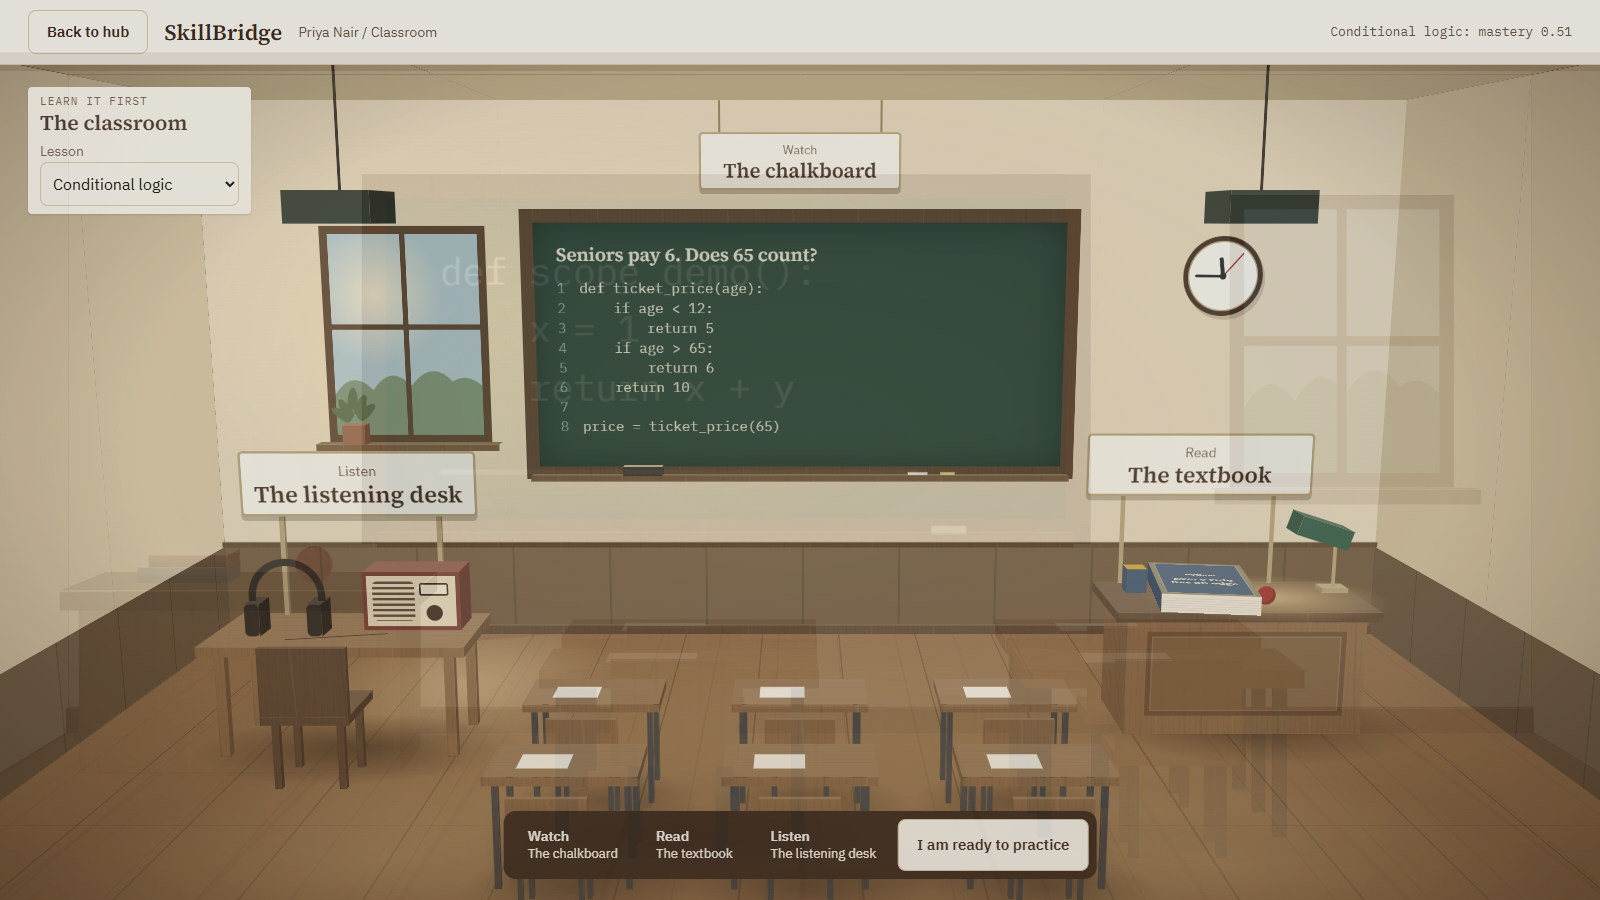 Back to hub
SkillBridge
Priya Nair / Classroom
Conditional logic: mastery 0.51
LEARN IT FIRST
The classroom
Lesson
Conditional logic
Watch
The chalkboard
Seniors pay 6. Does 65 count?
1 def ticket_price(age):
2     if age < 12:
3         return 5
4     if age > 65:
5         return 6
6     return 10
7
8 price = ticket_price(65)
def scope_demo():
x = 1
return x + y
Listen
The listening desk
Read
The textbook
Watch
The chalkboard
Read
The textbook
Listen
The listening desk
I am ready to practice